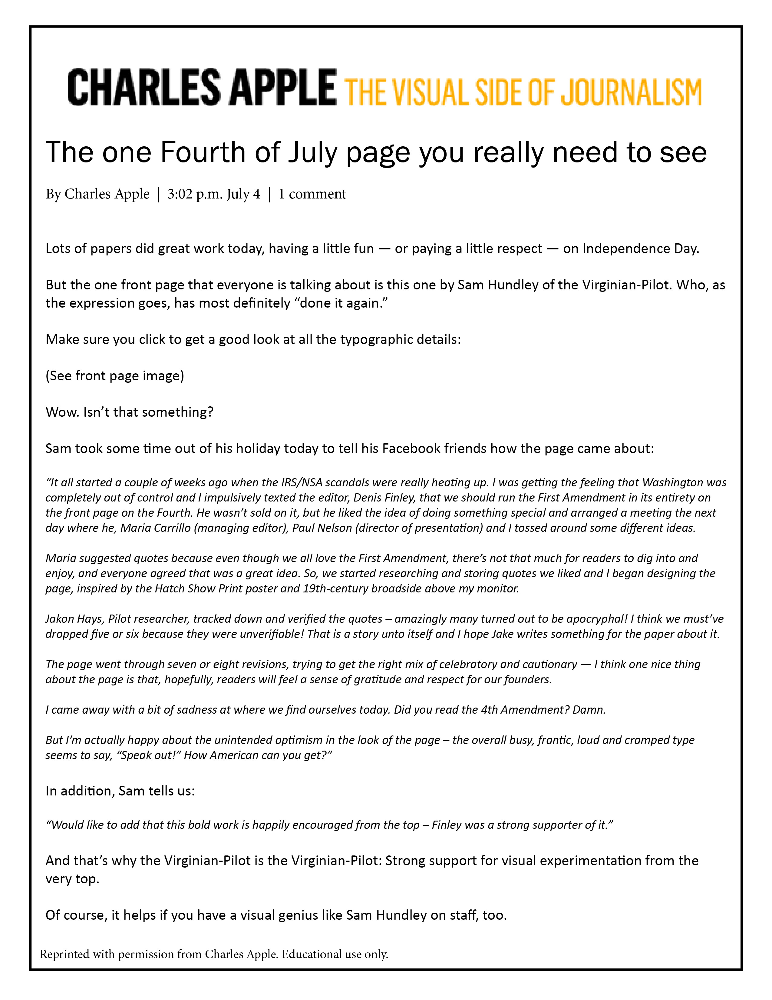 CHARLES APPLE THE VISUAL SIDE OF JOURNALISM
The one Fourth of July page you really need to see
By Charles Apple | 3:02 p.m. July 4 | 1 comment
Lots of papers did great work today, having a little fun — or paying a little respect — on Independence Day.
But the one front page that everyone is talking about is this one by Sam Hundley of the Virginian-Pilot. Who, as
the expression goes, has most definitely “done it again.”
Make sure you click to get a good look at all the typographic details:
(See front page image)
Wow. Isn’t that something?
Sam took some time out of his holiday today to tell his Facebook friends how the page came about:
“It all started a couple of weeks ago when the IRS/NSA scandals were really heating up. I was getting the feeling that Washington was
completely out of control and I impulsively texted the editor, Denis Finley, that we should run the First Amendment in its entirety on
the front page on the Fourth. He wasn’t sold on it, but he liked the idea of doing something special and arranged a meeting the next
day where he, Maria Carrillo (managing editor), Paul Nelson (director of presentation) and I tossed around some different ideas.
Maria suggested quotes because even though we all love the First Amendment, there’s not that much for readers to dig into and
enjoy, and everyone agreed that was a great idea. So, we started researching and storing quotes we liked and I began designing the
page, inspired by the Hatch Show Print poster and 19th-century broadside above my monitor.
Jakon Hays, Pilot researcher, tracked down and verified the quotes – amazingly many turned out to be apocryphal! I think we must’ve
dropped five or six because they were unverifiable! That is a story unto itself and I hope Jake writes something for the paper about it.
The page went through seven or eight revisions, trying to get the right mix of celebratory and cautionary — I think one nice thing
about the page is that, hopefully, readers will feel a sense of gratitude and respect for our founders.
I came away with a bit of sadness at where we find ourselves today. Did you read the 4th Amendment? Damn.
But I’m actually happy about the unintended optimism in the look of the page – the overall busy, frantic, loud and cramped type
seems to say, “Speak out!” How American can you get?”
In addition, Sam tells us:
“Would like to add that this bold work is happily encouraged from the top – Finley was a strong supporter of it.”
And that’s why the Virginian-Pilot is the Virginian-Pilot: Strong support for visual experimentation from the
very top.
Of course, it helps if you have a visual genius like Sam Hundley on staff, too.
Reprinted with permission from Charles Apple. Educational use only.